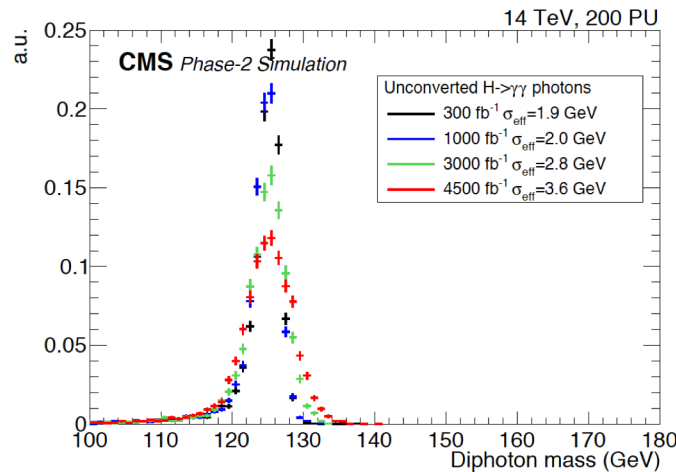 14 TeV, 200 PU
a.u.
0.25
CMS Phase-2 Simulation
Unconverted H->γγ photons
300 fb⁻¹ σeff=1.9 GeV
1000 fb⁻¹ σeff=2.0 GeV
3000 fb⁻¹ σeff=2.8 GeV
4500 fb⁻¹ σeff=3.6 GeV
0.2
0.15
0.1
0.05
0
100 110 120 130 140 150 160 170 180
Diphoton mass (GeV)